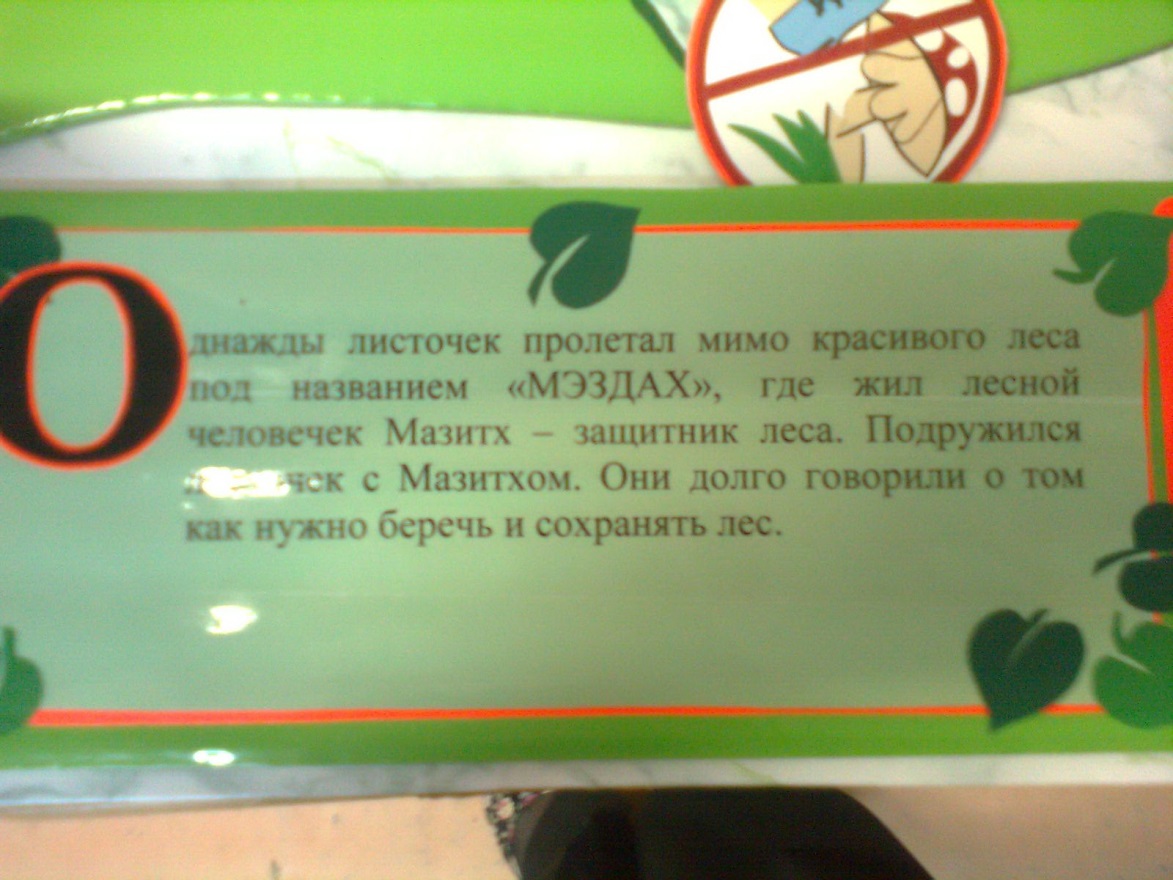 Однажды листочек пролетал мимо красивого леса
под названием «МЭЗДАХ», где жил лесной
человечек Мазитх – защитник леса. Подружился
с Мазитхом. Они долго говорили о том
как нужно беречь и сохранять лес.